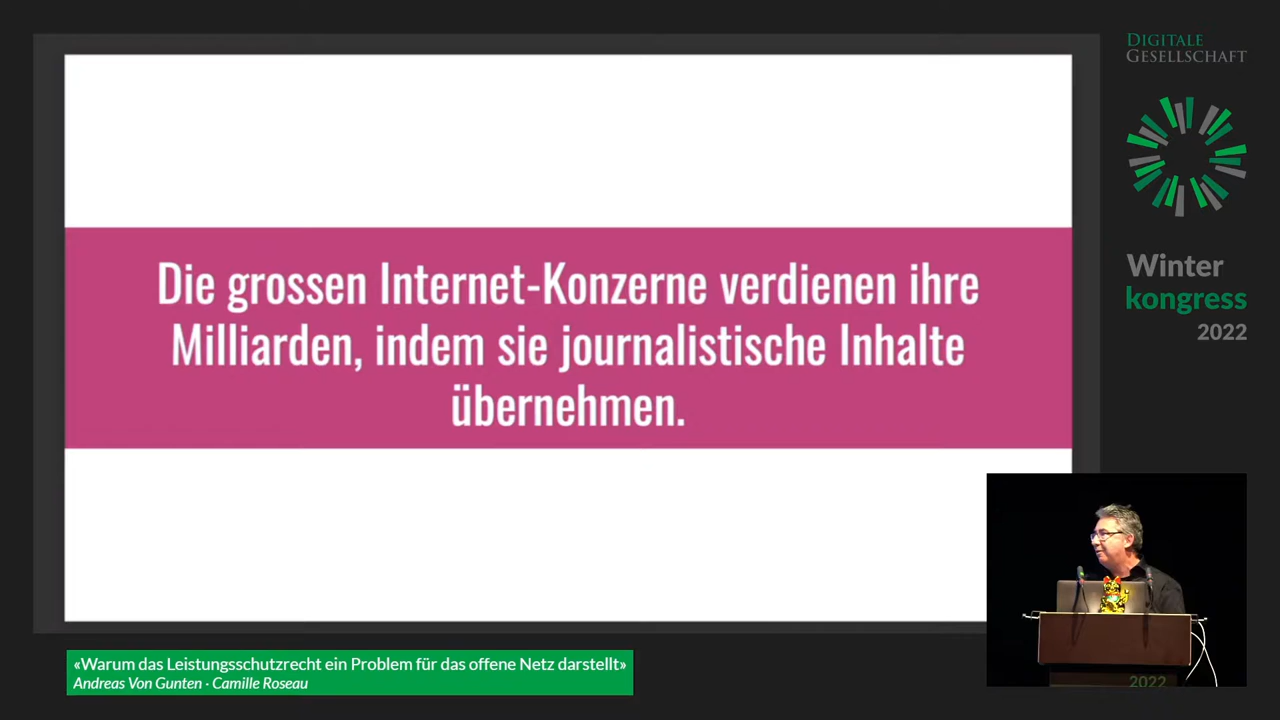 Die grossen Internet-Konzerne verdienen ihre
Milliarden, indem sie journalistische Inhalte
übernehmen.
DIGITALE
GESELLSCHAFT
Winter
kongress
2022
«Warum das Leistungsschutzrecht ein Problem für das offene Netz darstellt»
Andreas Von Gunten · Camille Roseau
2022